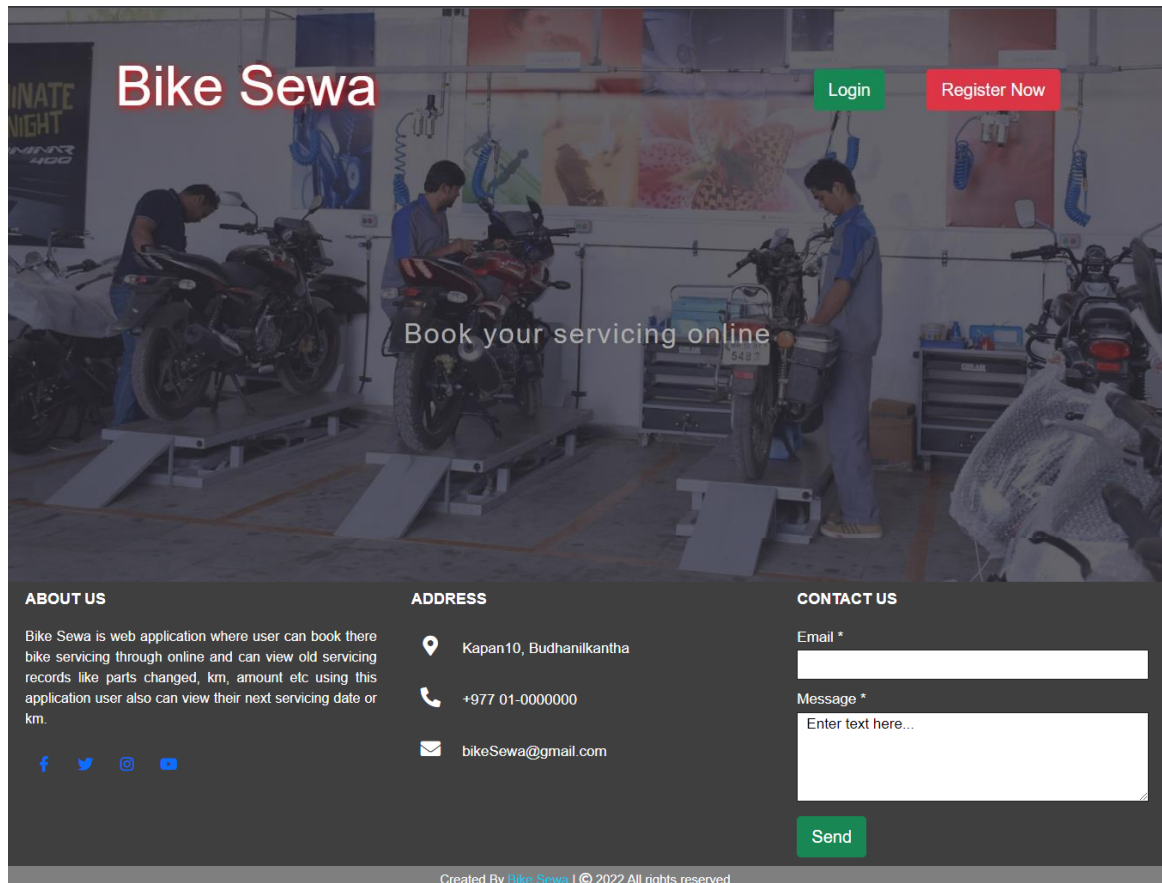 Bike Sewa
Login
Register Now
NIGHT
400
Book your servicing online
5487
ABOUT US
Bike Sewa is web application where user can book there
bike servicing through online and can view old servicing
records like parts changed, km, amount etc using this
application user also can view their next servicing date or
km.
ADDRESS
Kapan10, Budhanilkantha
+977 01-0000000
bikeSewa@gmail.com
CONTACT US
Email *
Message *
Enter text here...
Send
Created By Bike Sewa | © 2022 All rights reserved